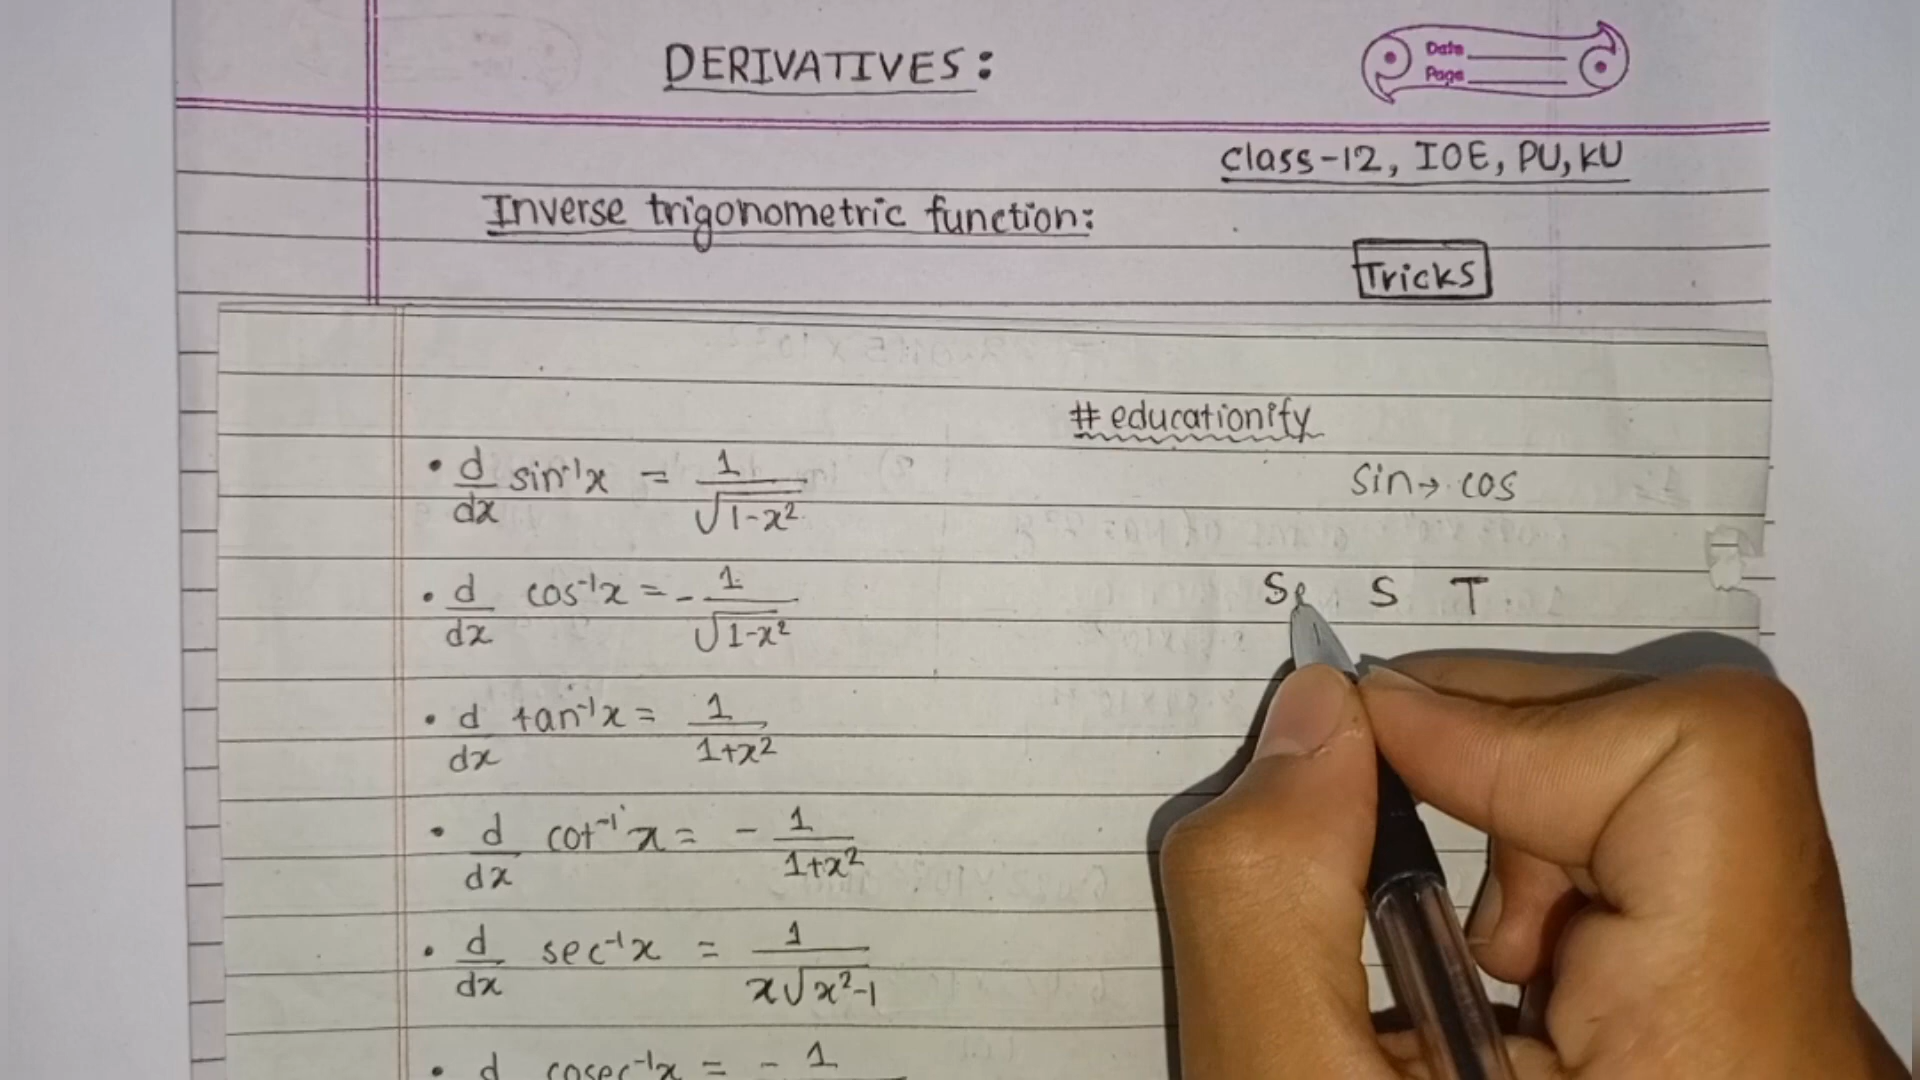 DERIVATIVES:
Date
Page
Class-12, IOE, PU, KU
Inverse trigonometric function:
Tricks
#educationify
• d/dx sin⁻¹x = 1/√(1-x²)
sin → cos
• d/dx cos⁻¹x = - 1/√(1-x²)
Se S T
• d/dx tan⁻¹x = 1/(1+x²)
• d/dx cot⁻¹x = - 1/(1+x²)
• d/dx sec⁻¹x = 1/(x√(x²-1))
• d cosec⁻¹x = - 1